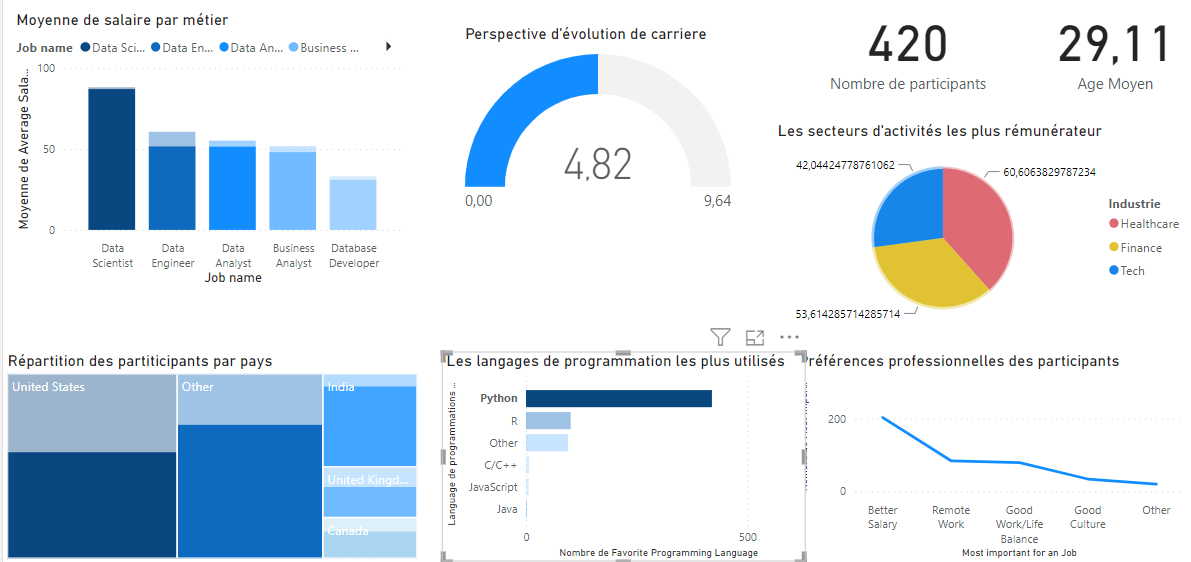 Moyenne de salaire par métier
Job name Data Sci... Data En... Data An... Business ...
Moyenne de Average Sala...
100
50
0
Data Scientist
Data Engineer
Data Analyst
Business Analyst
Database Developer
Job name
Perspective d'évolution de carriere
4,82
0,00
9,64
420
Nombre de participants
29,11
Age Moyen
Les secteurs d'activités les plus rémunérateur
42,04424778761062
60,6063829787234
53,614285714285714
Industrie
Healthcare
Finance
Tech
Répartition des partiticipants par pays
United States
Other
India
United Kingd...
Canada
Les langages de programmation les plus utilisés
Language de programmations ...
Python
R
Other
C/C++
JavaScript
Java
0
500
Nombre de Favorite Programming Language
Préférences professionnelles des participants
200
0
Better Salary
Remote Work
Good Work/Life Balance
Good Culture
Other
Most important for an Job